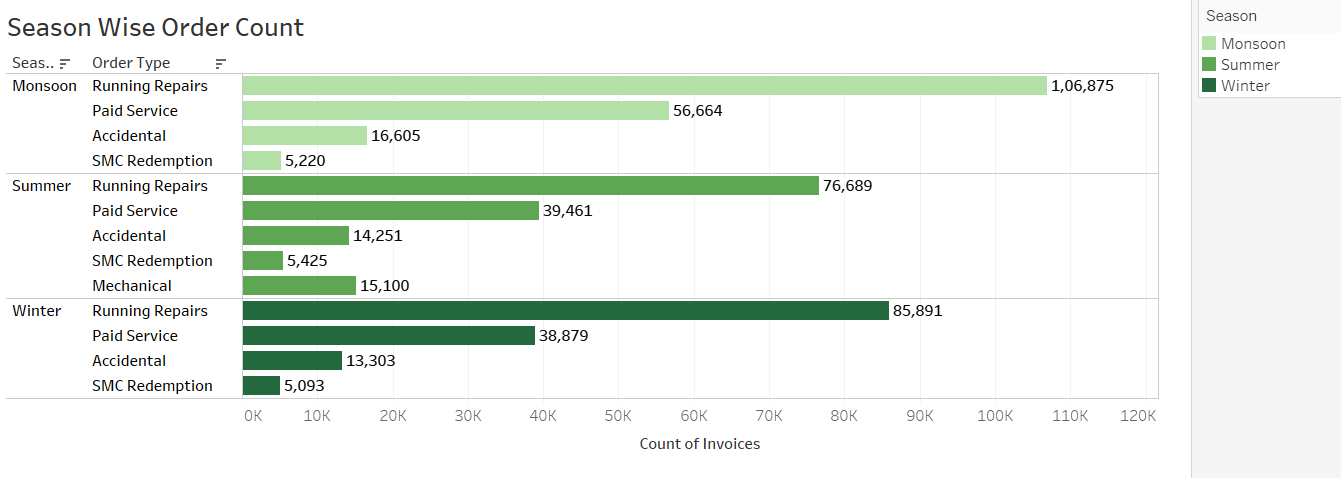 Season Wise Order Count
Seas.. Order Type
Monsoon Running Repairs 1,06,875
Paid Service 56,664
Accidental 16,605
SMC Redemption 5,220
Summer Running Repairs 76,689
Paid Service 39,461
Accidental 14,251
SMC Redemption 5,425
Mechanical 15,100
Winter Running Repairs 85,891
Paid Service 38,879
Accidental 13,303
SMC Redemption 5,093
0K 10K 20K 30K 40K 50K 60K 70K 80K 90K 100K 110K 120K
Count of Invoices
Season
Monsoon
Summer
Winter